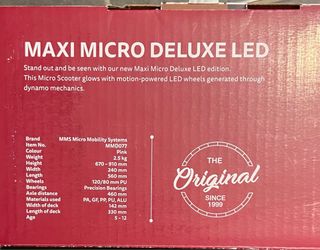 MAXI MICRO DELUXE LED
Stand out and be seen with our new Maxi Micro Deluxe LED edition.
This Micro Scooter glows with motion-powered LED wheels generated through
dynamo mechanics.
Brand MMS Micro Mobility Systems
Item No. MMD077
Colour Pink
Weight 2.5 kg
Height 670 - 910 mm
Width 240 mm
Length 560 mm
Wheels 120/80 mm PU
Bearings Precision Bearings
Axle distance 460 mm
Materials used PA, GF, PP, PU, ALU
Width of deck 142 mm
Length of deck 330 mm
Age 5 - 12
THE
Original
SINCE
1999